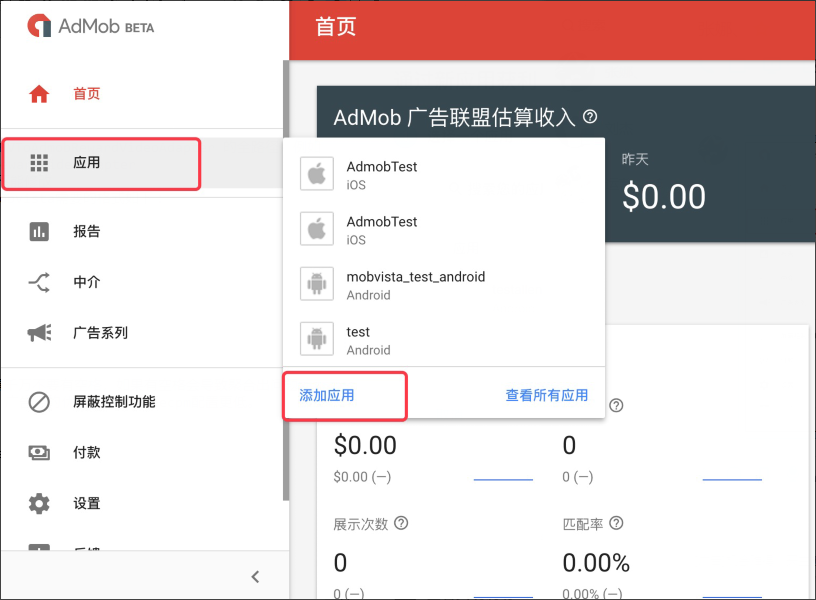 AdMob BETA
首页
首页
应用
报告
中介
广告系列
屏蔽控制功能
付款
设置
AdMob 广告联盟估算收入
昨天
$0.00
AdmobTest
iOS
AdmobTest
iOS
mobvista_test_android
Android
test
Android
添加应用
查看所有应用
$0.00
0
$0.00 (—)
0 (—)
展示次数
匹配率
0
0.00%
0 (—)
0.00% (—)